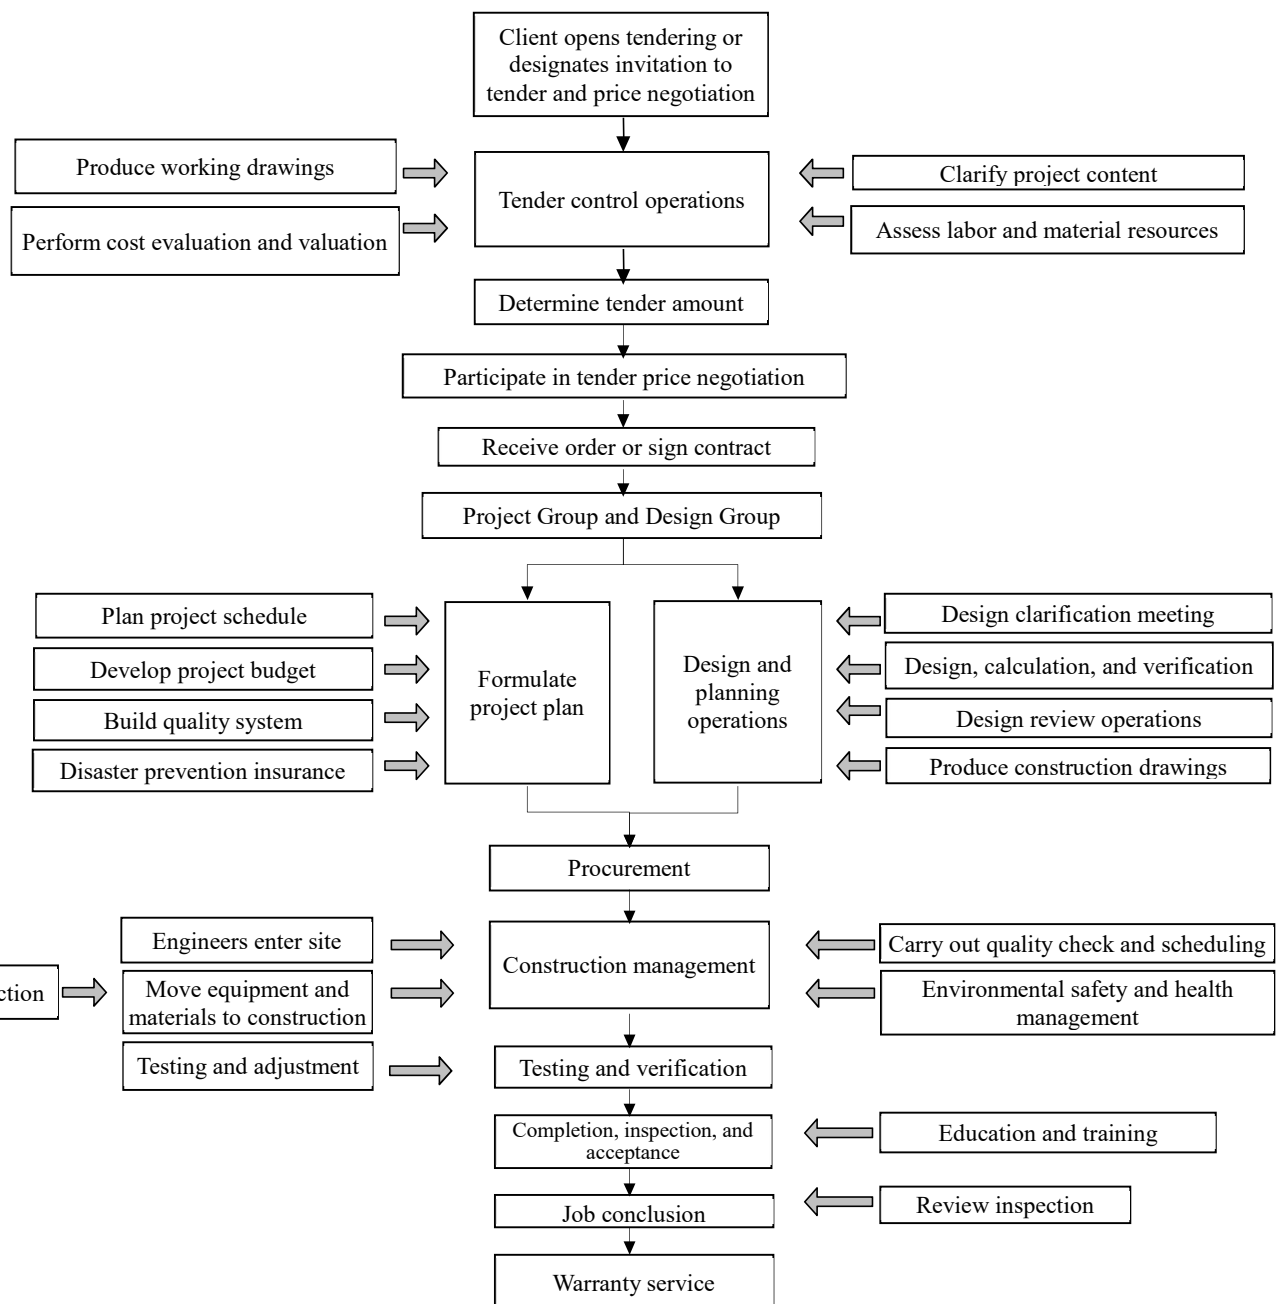 Client opens tendering or
designates invitation to
tender and price negotiation
Produce working drawings
Tender control operations
Clarify project content
Perform cost evaluation and valuation
Assess labor and material resources
Determine tender amount
Participate in tender price negotiation
Receive order or sign contract
Project Group and Design Group
Plan project schedule
Develop project budget
Build quality system
Disaster prevention insurance
Formulate
project plan
Design and
planning
operations
Design clarification meeting
Design, calculation, and verification
Design review operations
Produce construction drawings
Procurement
Engineers enter site
ction
Move equipment and
materials to construction
Construction management
Carry out quality check and scheduling
Environmental safety and health
management
Testing and adjustment
Testing and verification
Completion, inspection, and
acceptance
Education and training
Job conclusion
Review inspection
Warranty service